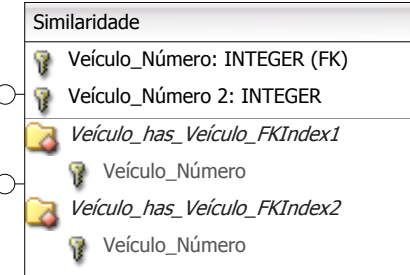 Similaridade
Veículo_Número: INTEGER (FK)
Veículo_Número 2: INTEGER
Veículo_has_Veículo_FKIndex1
Veículo_Número
Veículo_has_Veículo_FKIndex2
Veículo_Número